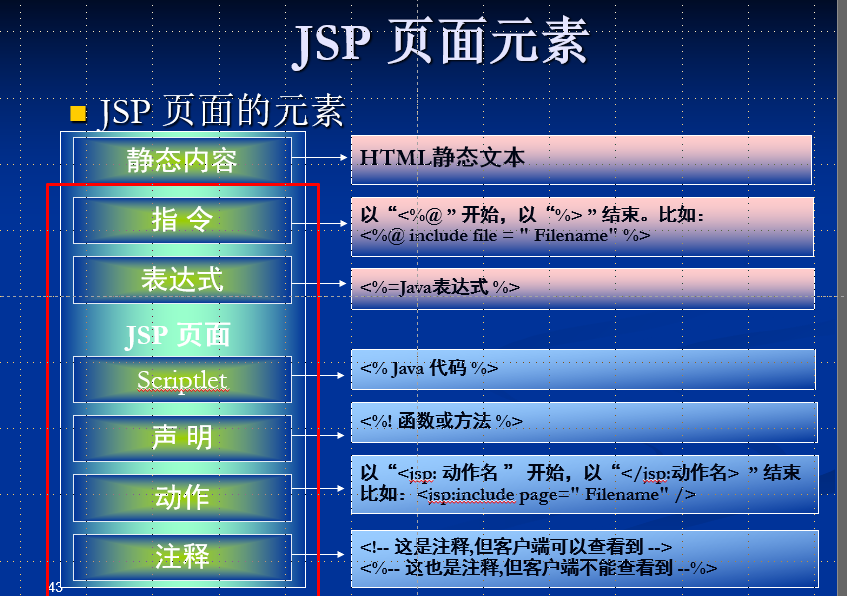 JSP 页面元素
JSP 页面的元素
静态内容
HTML静态文本
指 令
以“<%@ ”开始，以“%> ”结束。比如：
<%@ include file = " Filename" %>
表达式
<%=Java表达式 %>
JSP 页面
Scriptlet
<% Java 代码 %>
声 明
<%! 函数或方法 %>
动作
以“<jsp: 动作名 ” 开始，以“</jsp:动作名> ”结束
比如：<jsp:include page=" Filename" />
注释
<!-- 这是注释,但客户端可以查看到 -->
<%-- 这也是注释,但客户端不能查看到 --%>
43